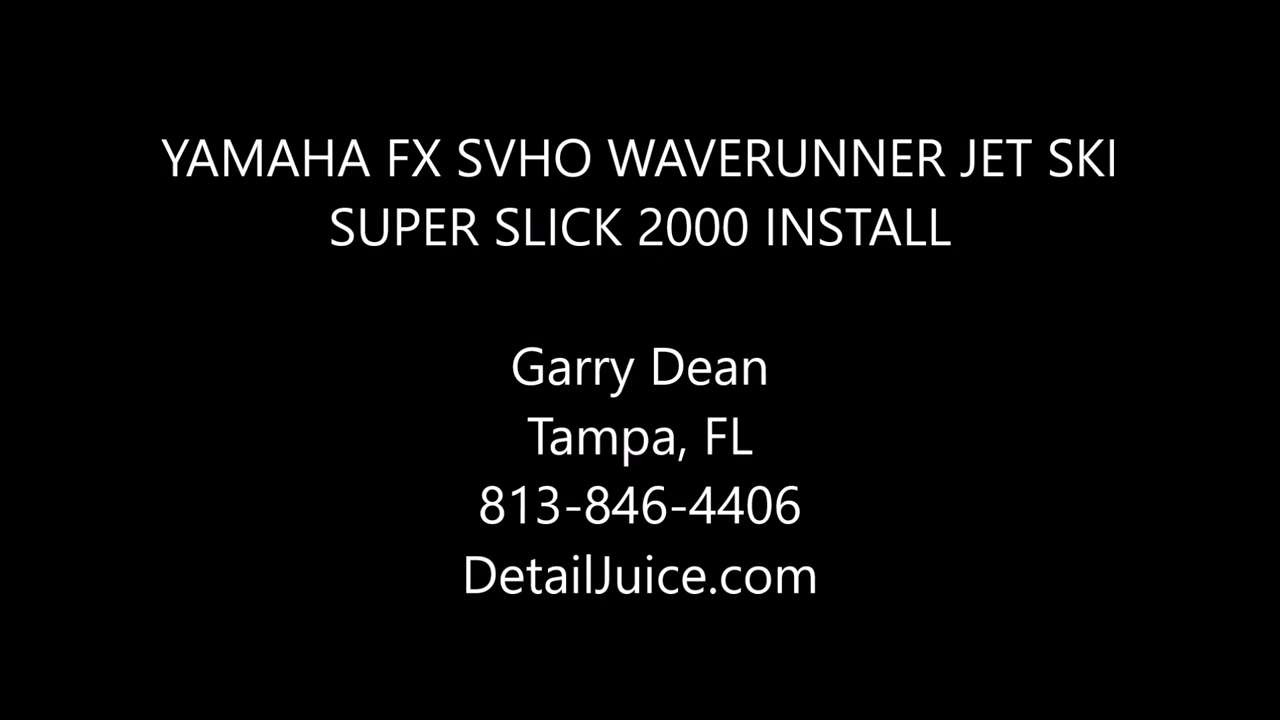 YAMAHA FX SVHO WAVERUNNER JET SKI
SUPER SLICK 2000 INSTALL
Garry Dean
Tampa, FL
813-846-4406
DetailJuice.com